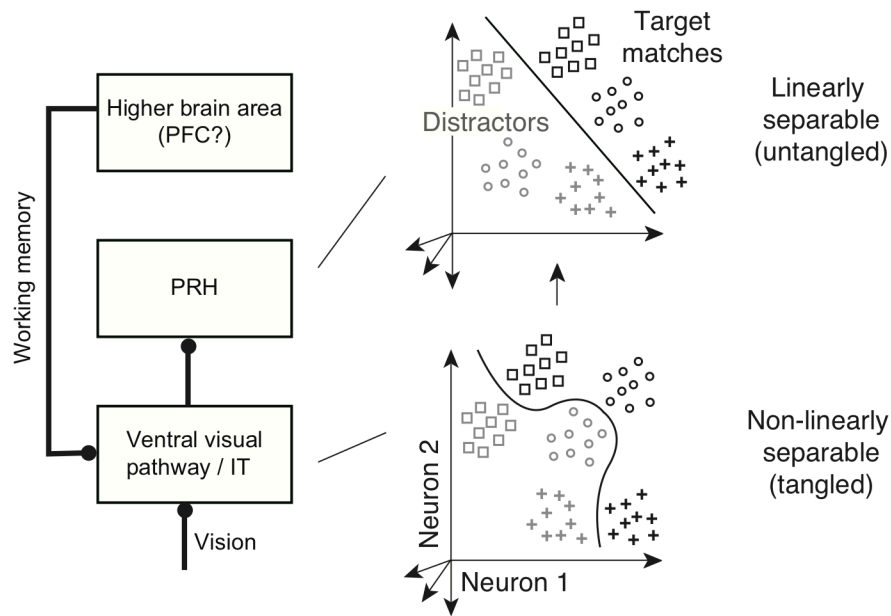 Higher brain area
(PFC?)
Working memory
PRH
Ventral visual
pathway / IT
Vision
Target
matches
Distractors
Linearly
separable
(untangled)
Neuron 2
Neuron 1
Non-linearly
separable
(tangled)